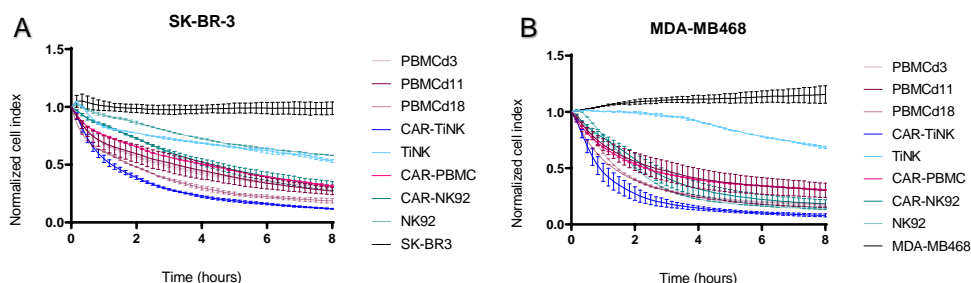 A
SK-BR-3
Normalized cell index
1.5
1.0
0.5
0.0
0
2
4
6
8
Time (hours)
PBMCd3
PBMCd11
PBMCd18
CAR-TiNK
TiNK
CAR-PBMC
CAR-NK92
NK92
SK-BR3
B
MDA-MB468
Normalized cell index
1.5
1.0
0.5
0.0
0
2
4
6
8
Time (hours)
PBMCd3
PBMCd11
PBMCd18
CAR-TiNK
TiNK
CAR-PBMC
CAR-NK92
NK92
MDA-MB468